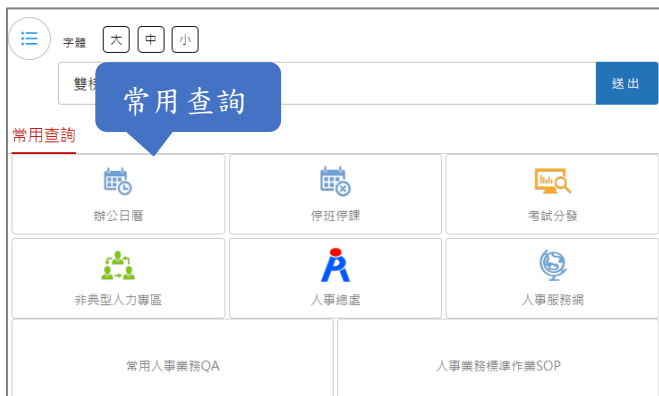 字體 大 中 小
雙
送出
常用查詢
常用查詢
辦公日曆 停班停課 考試分發
非典型人力專區 人事總處 人事服務網
常用人事業務QA 人事業務標準作業SOP